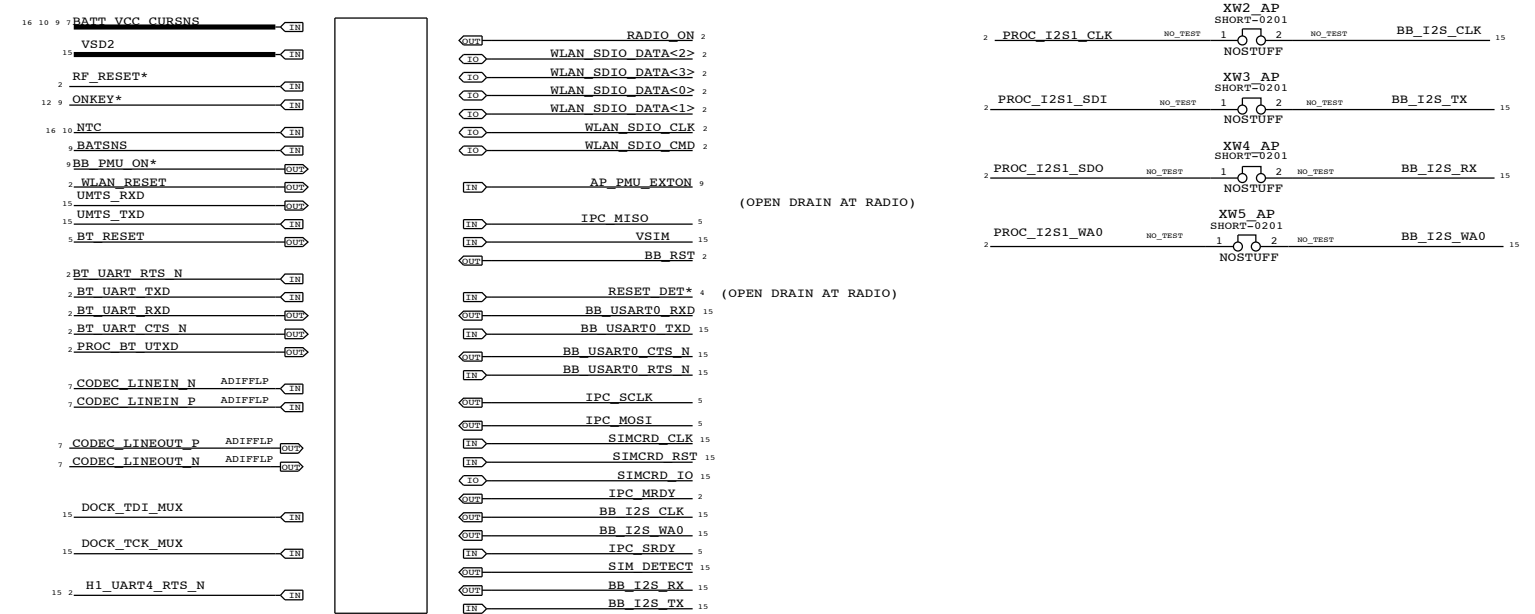 16 10 9 7 BATT_VCC_CURSNS IN
15 VSD2 IN
2 RF_RESET* IN
12 9 ONKEY* IN
16 10 NTC IN
9 BATSNS IN
9 BB_PMU_ON* OUT
2 WLAN_RESET OUT
15 UMTS_RXD OUT
15 UMTS_TXD IN
5 BT_RESET OUT
2 BT_UART_RTS_N IN
2 BT_UART_TXD IN
2 BT_UART_RXD OUT
2 BT_UART_CTS_N OUT
2 PROC_BT_UTXD OUT
7 CODEC_LINEIN_N ADIFFLP IN
7 CODEC_LINEIN_P ADIFFLP IN
7 CODEC_LINEOUT_P ADIFFLP OUT
7 CODEC_LINEOUT_N ADIFFLP OUT
15 DOCK_TDI_MUX IN
15 DOCK_TCK_MUX IN
15 2 H1_UART4_RTS_N IN
OUT RADIO_ON 2
IO WLAN_SDIO_DATA<2> 2
IO WLAN_SDIO_DATA<3> 2
IO WLAN_SDIO_DATA<0> 2
IO WLAN_SDIO_DATA<1> 2
IO WLAN_SDIO_CLK 2
IO WLAN_SDIO_CMD 2
IN AP_PMU_EXTON 9
(OPEN DRAIN AT RADIO)
IN IPC_MISO 5
IN VSIM 15
OUT BB_RST 2
IN RESET_DET* 4 (OPEN DRAIN AT RADIO)
OUT BB_USART0_RXD 15
IN BB_USART0_TXD 15
OUT BB_USART0_CTS_N 15
IN BB_USART0_RTS_N 15
OUT IPC_SCLK 5
OUT IPC_MOSI 5
IN SIMCRD_CLK 15
IN SIMCRD_RST 15
IO SIMCRD_IO 15
OUT IPC_MRDY 2
OUT BB_I2S_CLK 15
OUT BB_I2S_WA0 15
IN IPC_SRDY 5
OUT SIM_DETECT 15
OUT BB_I2S_RX 15
IN BB_I2S_TX 15
XW2_AP
SHORT-0201
2 PROC_I2S1_CLK NO_TEST 1 2 NO_TEST BB_I2S_CLK 15
NOSTUFF
XW3_AP
SHORT-0201
2 PROC_I2S1_SDI NO_TEST 1 2 NO_TEST BB_I2S_TX 15
NOSTUFF
XW4_AP
SHORT-0201
2 PROC_I2S1_SDO NO_TEST 1 2 NO_TEST BB_I2S_RX 15
NOSTUFF
XW5_AP
SHORT-0201
2 PROC_I2S1_WA0 NO_TEST 1 2 NO_TEST BB_I2S_WA0 15
NOSTUFF